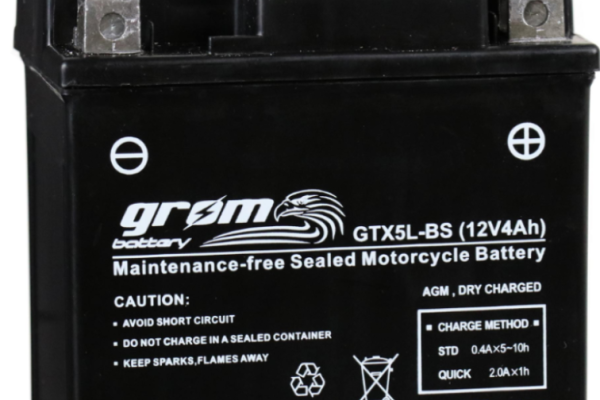 grom
battery
GTX5L-BS (12V4Ah)
Maintenance-free Sealed Motorcycle Battery
CAUTION:
▪ AVOID SHORT CIRCUIT
▪ DO NOT CHARGE IN A SEALED CONTAINER
▪ KEEP SPARKS,FLAMES AWAY
AGM , DRY CHARGED
▪ CHARGE METHOD ▪
STD 0.4A×5~10h
QUICK 2.0A×1h